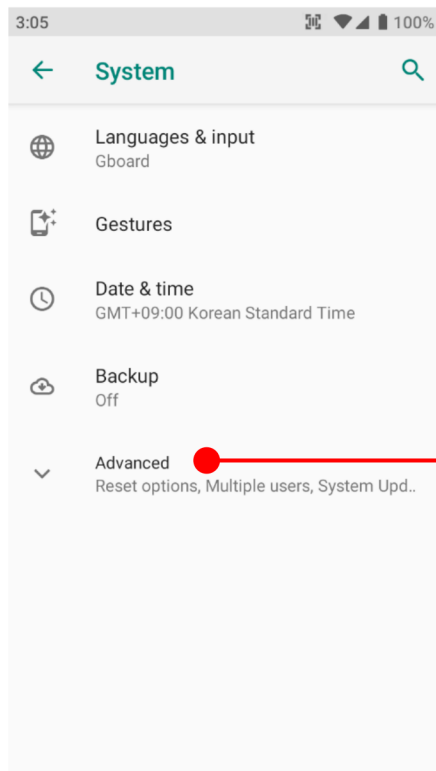 3:05
100%
System
Languages & input
Gboard
Gestures
Date & time
GMT+09:00 Korean Standard Time
Backup
Off
Advanced
Reset options, Multiple users, System Upd..